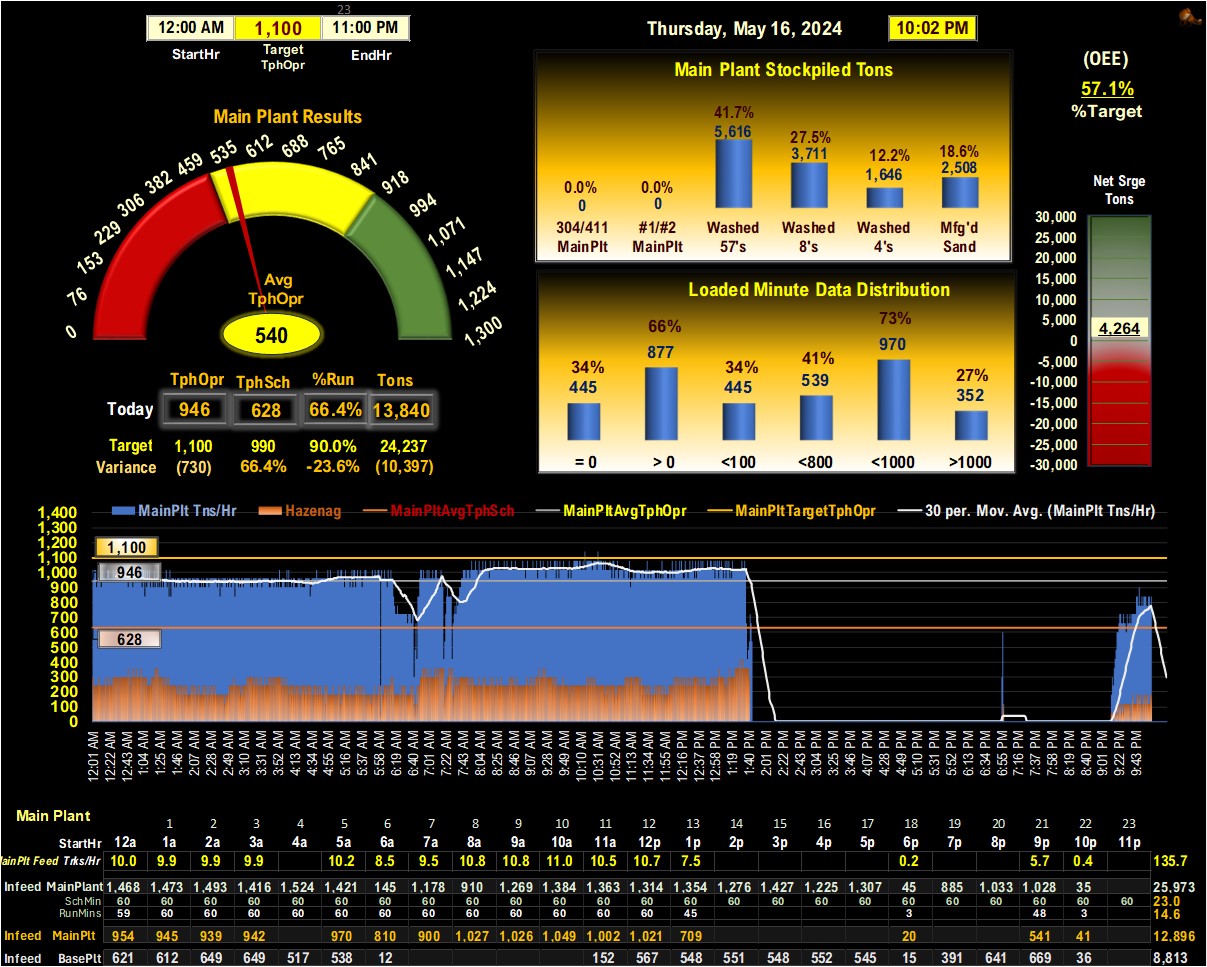 23
12:00 AM 1,100 11:00 PM
StartHr Target TphOpr EndHr
Thursday, May 16, 2024 10:02 PM
(OEE)
57.1%
%Target
Main Plant Results
0 76 153 229 306 382 459 535 612 688 765 841 918 994 1,071 1,147 1,224 1,300
Avg
TphOpr
540
TphOpr TphSch %Run Tons
Today 946 628 66.4% 13,840
Target 1,100 990 90.0% 24,237
Variance (730) 66.4% -23.6% (10,397)
Main Plant Stockpiled Tons
0.0% 0.0% 41.7% 27.5% 12.2% 18.6%
0 0 5,616 3,711 1,646 2,508
304/411 #1/#2 Washed Washed Washed Mfg'd
MainPlt MainPlt 57's 8's 4's Sand
Loaded Minute Data Distribution
34% 66% 34% 41% 73% 27%
445 877 445 539 970 352
= 0 > 0 <100 <800 <1000 >1000
Net Srge
Tons
30,000
25,000
20,000
15,000
10,000
5,000
4,264
0
-5,000
-10,000
-15,000
-20,000
-25,000
-30,000
MainPlt Tns/Hr Hazenag MainPltAvgTphSch MainPltAvgTphOpr MainPltTargetTphOpr 30 per. Mov. Avg. (MainPlt Tns/Hr)
1,400
1,300
1,200
1,100
1,000
900
800
700
600
500
400
300
200
100
0
1,100
946
628
12:01 AM 12:22 AM 12:43 AM 1:04 AM 1:25 AM 1:46 AM 2:07 AM 2:28 AM 2:49 AM 3:10 AM 3:31 AM 3:52 AM 4:13 AM 4:34 AM 4:55 AM 5:16 AM 5:37 AM 5:58 AM 6:19 AM 6:40 AM 7:01 AM 7:22 AM 7:43 AM 8:04 AM 8:25 AM 8:46 AM 9:07 AM 9:28 AM 9:49 AM 10:10 AM 10:31 AM 10:52 AM 11:13 AM 11:34 AM 11:55 AM 12:16 PM 12:37 PM 12:58 PM 1:19 PM 1:40 PM 2:01 PM 2:22 PM 2:43 PM 3:04 PM 3:25 PM 3:46 PM 4:07 PM 4:28 PM 4:49 PM 5:10 PM 5:31 PM 5:52 PM 6:13 PM 6:34 PM 6:55 PM 7:16 PM 7:37 PM 7:58 PM 8:19 PM 8:40 PM 9:01 PM 9:22 PM 9:43 PM
Main Plant
1 2 3 4 5 6 7 8 9 10 11 12 13 14 15 16 17 18 19 20 21 22 23
StartHr 12a 1a 2a 3a 4a 5a 6a 7a 8a 9a 10a 11a 12p 1p 2p 3p 4p 5p 6p 7p 8p 9p 10p 11p
MainPlt Feed Trks/Hr 10.0 9.9 9.9 9.9 10.2 8.5 9.5 10.8 10.8 11.0 10.5 10.7 7.5 0.2 5.7 0.4 135.7
Infeed MainPlant 1,468 1,473 1,493 1,416 1,524 1,421 145 1,178 910 1,269 1,384 1,363 1,314 1,354 1,276 1,427 1,225 1,307 45 885 1,033 1,028 35 25,973
SchMin 60 60 60 60 60 60 60 60 60 60 60 60 60 60 60 60 60 60 60 60 60 60 60 60 23.0
RunMins 59 60 60 60 60 60 60 60 60 60 60 60 45 3 48 3 14.6
Infeed MainPlt 954 945 939 942 970 810 900 1,027 1,026 1,049 1,002 1,021 709 20 541 41 12,896
Infeed BasePlt 621 612 649 649 517 538 12 152 567 548 551 548 552 545 15 391 641 669 36 8,813